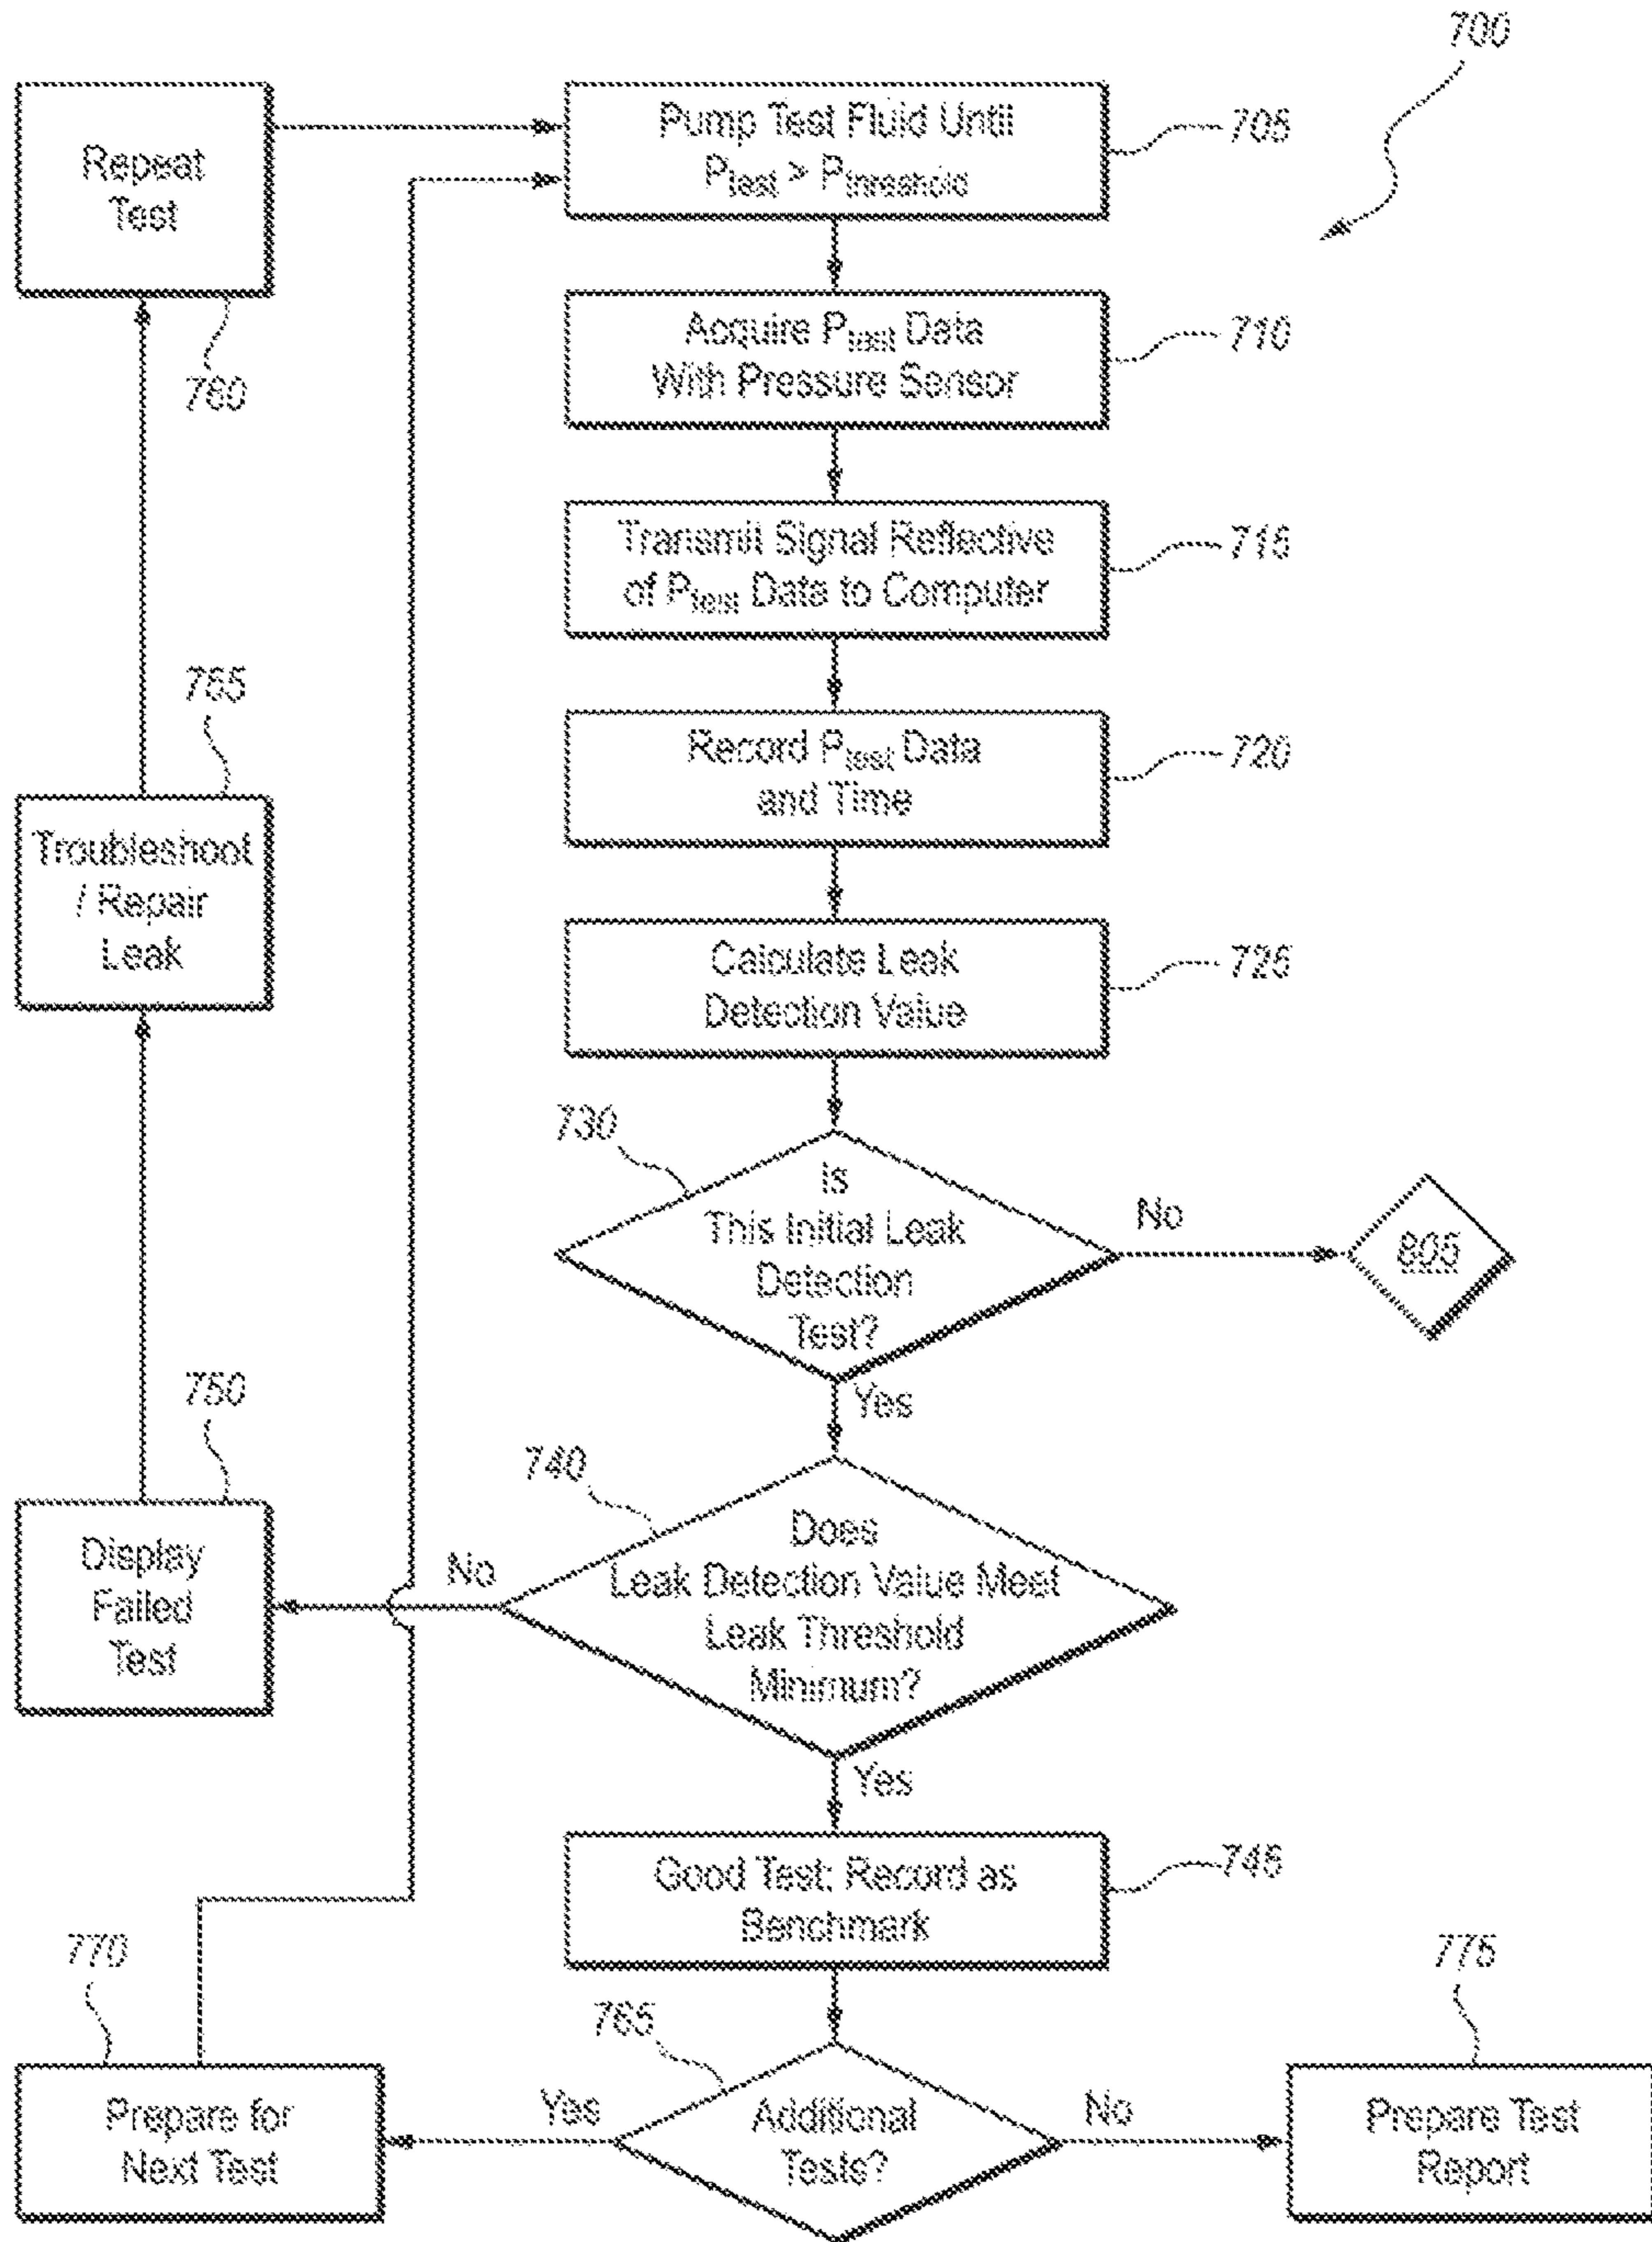 700
Repeat
Test
760
Pump Test Fluid Until
Ptest > Pthreshold
705
Acquire Ptest Data
With Pressure Sensor
710
Transmit Signal Reflective
of Ptest Data to Computer
715
755
Troubleshoot
/ Repair
Leak
Record Ptest Data
and Time
720
Calculate Leak
Detection Value
725
730
Is
This Initial Leak
Detection
Test?
No
805
Yes
750
Display
Failed
Test
No
740
Does
Leak Detection Value Meet
Leak Threshold
Minimum?
Yes
Good Test: Record as
Benchmark
745
770
Prepare for
Next Test
Yes
765
Additional
Tests?
No
775
Prepare Test
Report